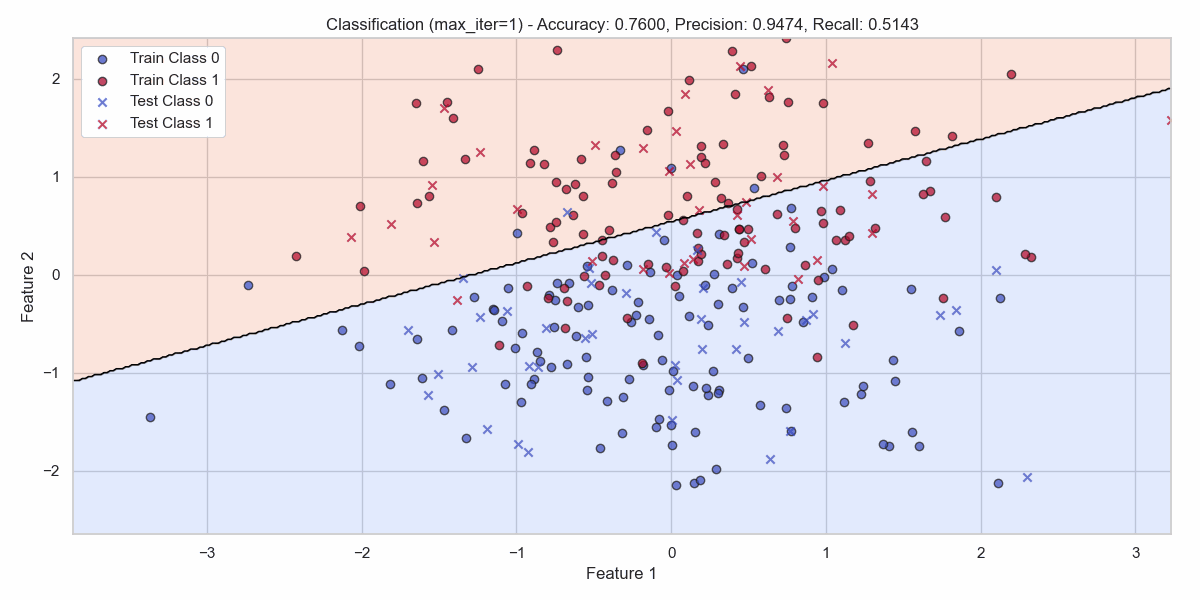 Classification (max_iter=1) - Accuracy: 0.7600, Precision: 0.9474, Recall: 0.5143
Train Class 0
Train Class 1
Test Class 0
Test Class 1
Feature 2
2
1
0
−1
−2
−3
−2
−1
0
1
2
3
Feature 1